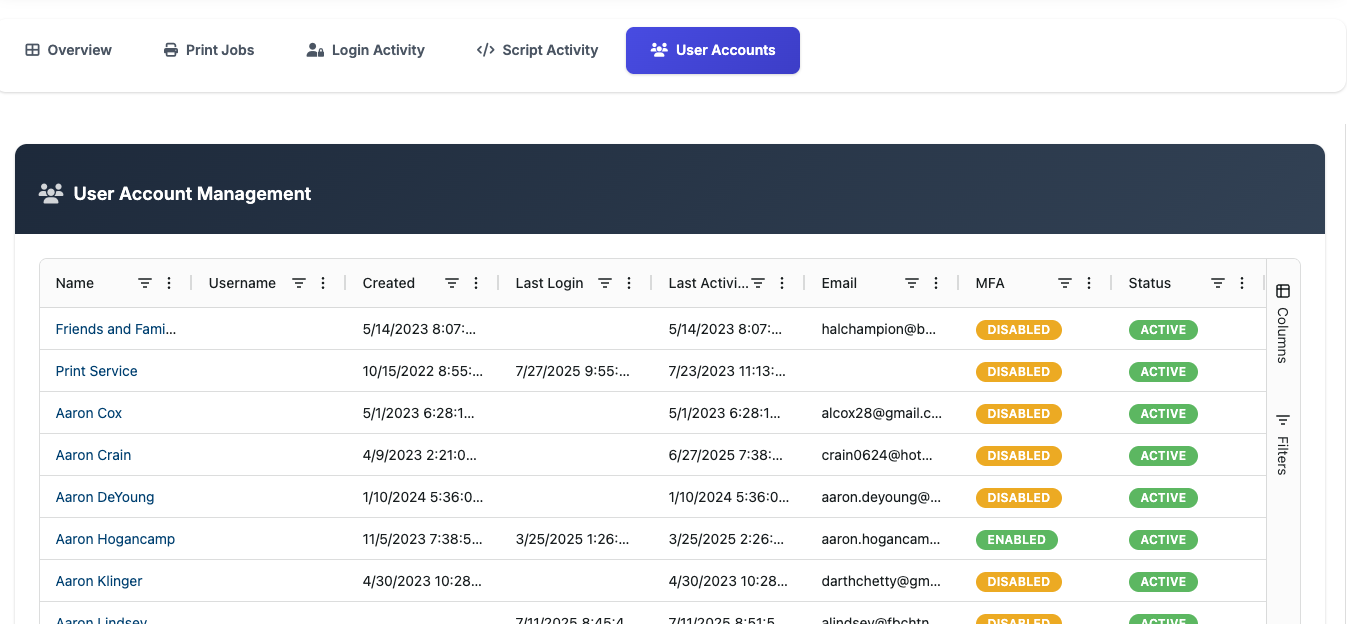 Overview Print Jobs Login Activity </> Script Activity User Accounts
User Account Management
Name Username Created Last Login Last Activi... Email MFA Status
Columns
Friends and Fami... 5/14/2023 8:07:... 5/14/2023 8:07:... halchampion@b... DISABLED ACTIVE
Print Service 10/15/2022 8:55:... 7/27/2025 9:55:... 7/23/2023 11:13:... DISABLED ACTIVE
Aaron Cox 5/1/2023 6:28:1... 5/1/2023 6:28:1... alcox28@gmail.c... DISABLED ACTIVE
Filters
Aaron Crain 4/9/2023 2:21:0... 6/27/2025 7:38:... crain0624@hot... DISABLED ACTIVE
Aaron DeYoung 1/10/2024 5:36:0... 1/10/2024 5:36:0... aaron.deyoung@... DISABLED ACTIVE
Aaron Hogancamp 11/5/2023 7:38:5... 3/25/2025 1:26:... 3/25/2025 2:26:... aaron.hogancam... ENABLED ACTIVE
Aaron Klinger 4/30/2023 10:28... 4/30/2023 10:28... darthchetty@gm... DISABLED ACTIVE
Aaron Lindsey 7/11/2025 8:45:4... 7/11/2025 8:51:5... alindsey@fbchtn... DISABLED ACTIVE